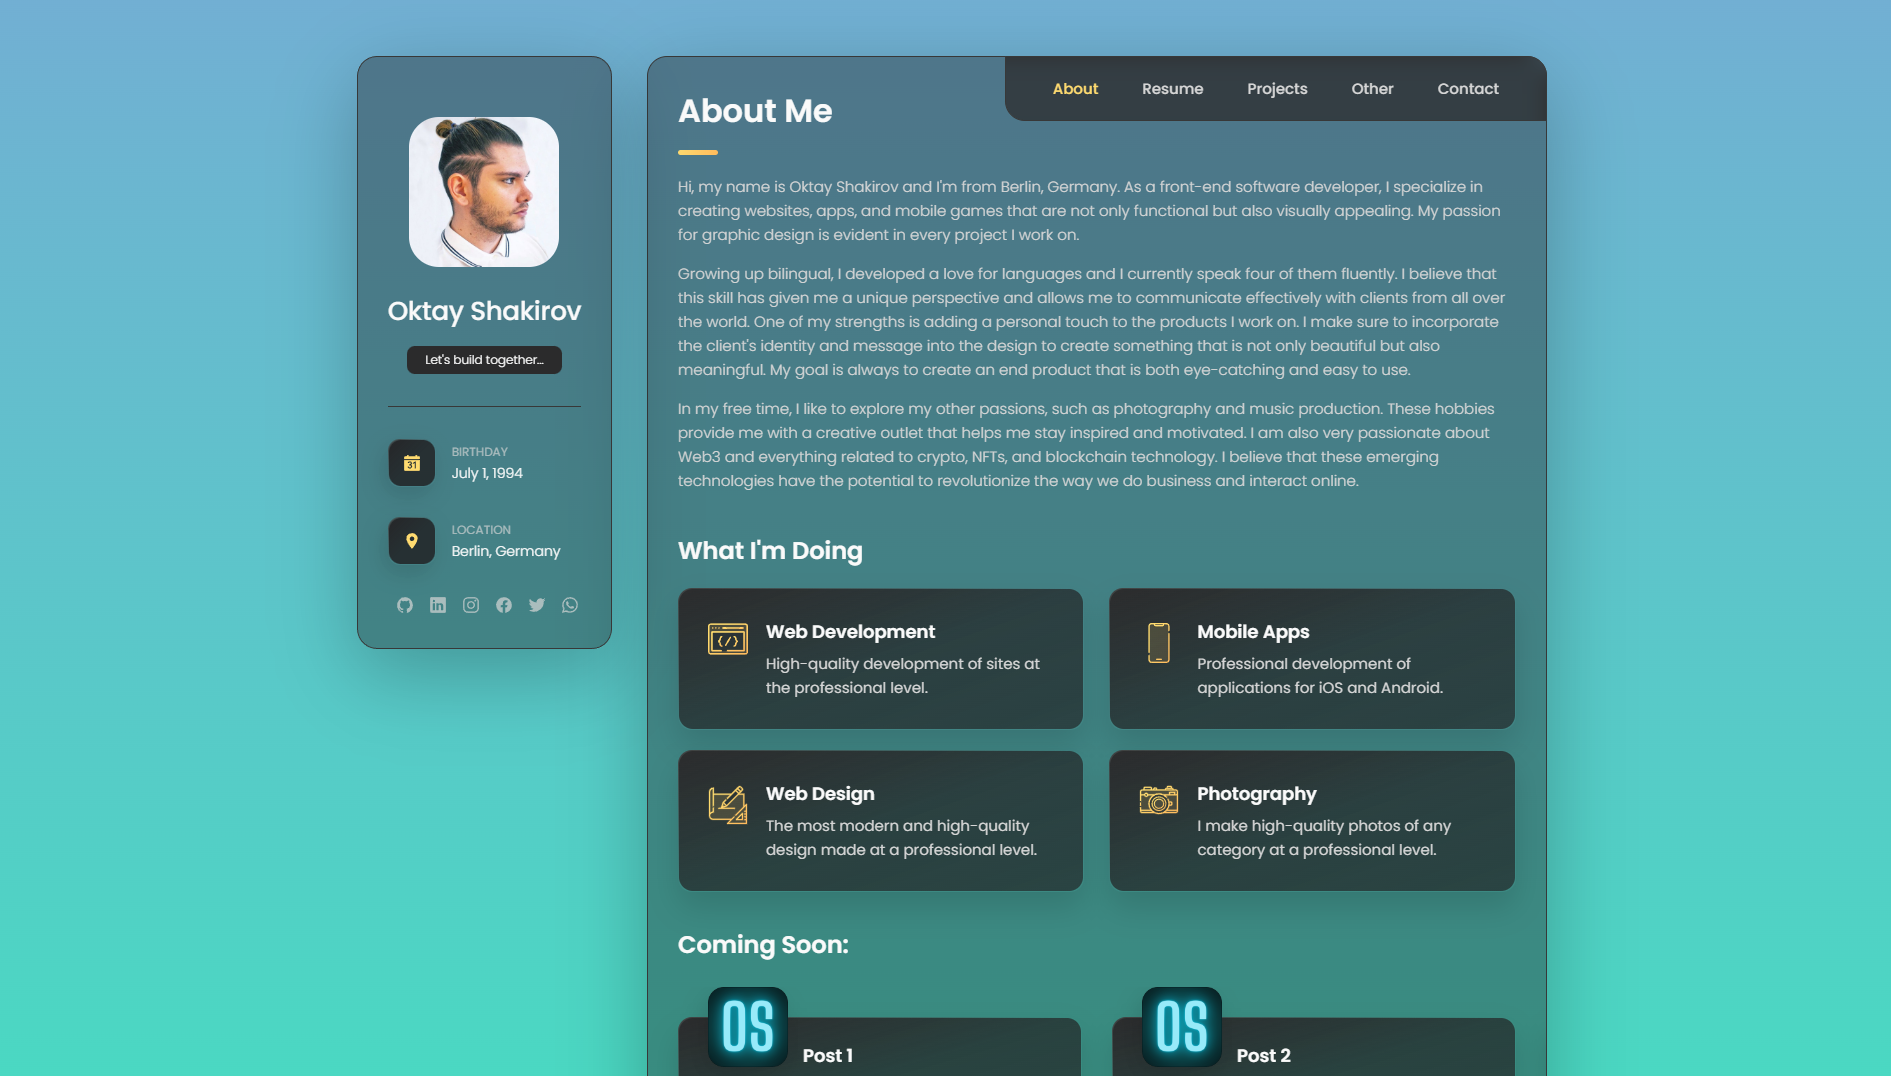 Oktay Shakirov
Let's build together...
31
BIRTHDAY
July 1, 1994
LOCATION
Berlin, Germany
About
Resume
Projects
Other
Contact
About Me
Hi, my name is Oktay Shakirov and I'm from Berlin, Germany. As a front-end software developer, I specialize in
creating websites, apps, and mobile games that are not only functional but also visually appealing. My passion
for graphic design is evident in every project I work on.
Growing up bilingual, I developed a love for languages and I currently speak four of them fluently. I believe that
this skill has given me a unique perspective and allows me to communicate effectively with clients from all over
the world. One of my strengths is adding a personal touch to the products I work on. I make sure to incorporate
the client's identity and message into the design to create something that is not only beautiful but also
meaningful. My goal is always to create an end product that is both eye-catching and easy to use.
In my free time, I like to explore my other passions, such as photography and music production. These hobbies
provide me with a creative outlet that helps me stay inspired and motivated. I am also very passionate about
Web3 and everything related to crypto, NFTs, and blockchain technology. I believe that these emerging
technologies have the potential to revolutionize the way we do business and interact online.
What I'm Doing
Web Development
High-quality development of sites at
the professional level.
Mobile Apps
Professional development of
applications for iOS and Android.
Web Design
The most modern and high-quality
design made at a professional level.
Photography
I make high-quality photos of any
category at a professional level.
Coming Soon:
OS
Post 1
OS
Post 2